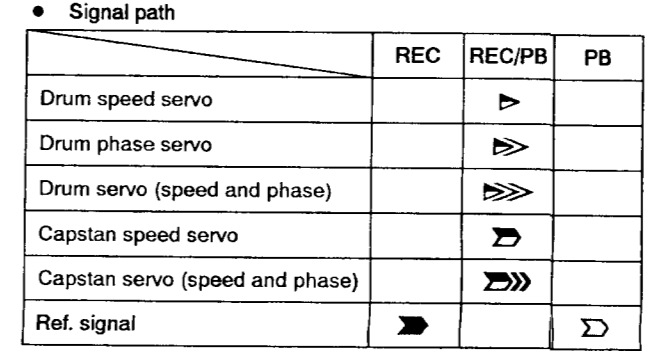 ● Signal path
REC REC/PB PB
Drum speed servo
Drum phase servo
Drum servo (speed and phase)
Capstan speed servo
Capstan servo (speed and phase)
Ref. signal